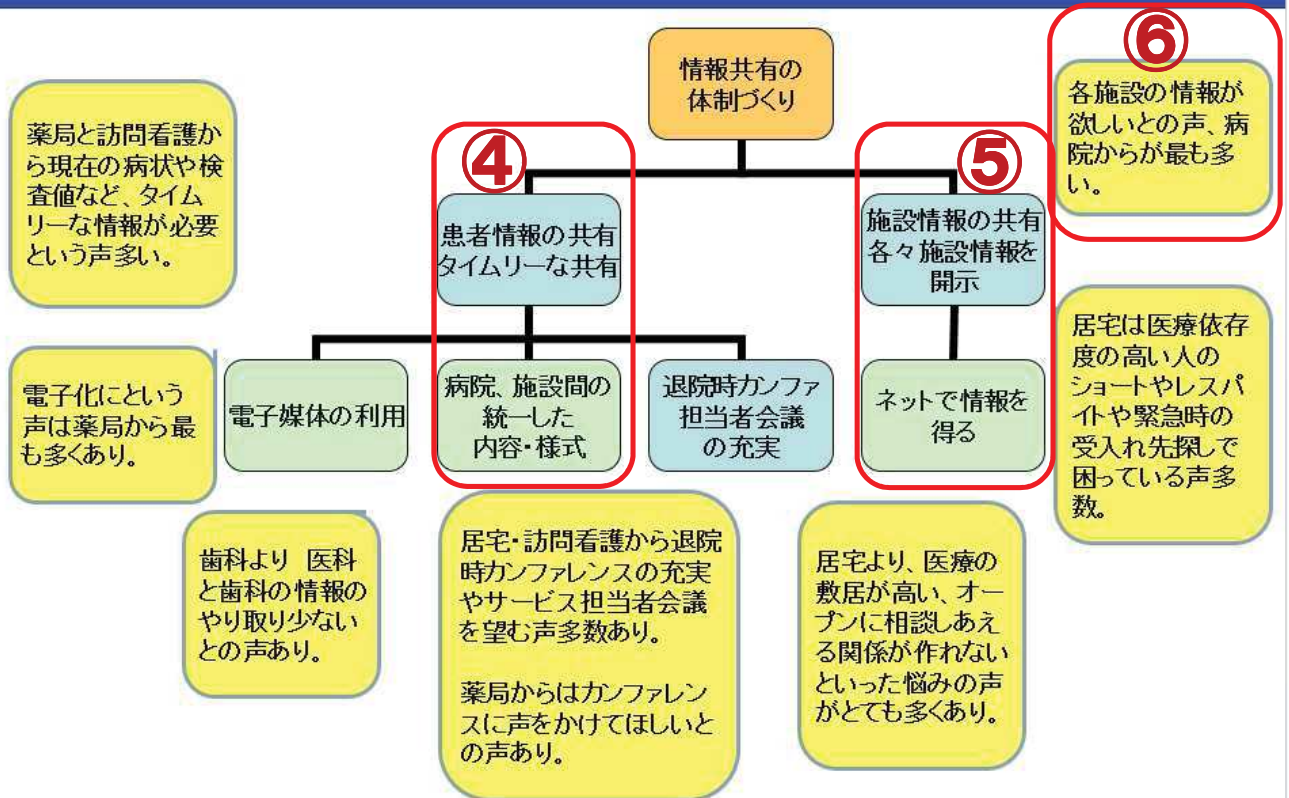 情報共有の
体制づくり
⑥
各施設の情報が
欲しいとの声、病
院からが最も多
い。
薬局と訪問看護か
ら現在の病状や検
査値など、タイム
リーな情報が必要
という声多い。
④
患者情報の共有
タイムリーな共有
⑤
施設情報の共有
各々施設情報を
開示
電子化にという
声は薬局から最
も多くあり。
電子媒体の利用
病院、施設間の
統一した
内容・様式
退院時カンファ
担当者会議
の充実
ネットで情報を
得る
居宅は医療依存
度の高い人の
ショートやレスパ
イトや緊急時の
受入れ先探しで
困っている声多
数。
歯科より 医科
と歯科の情報の
やり取り少ない
との声あり。
居宅・訪問看護から退院
時カンファレンスの充実
やサービス担当者会議
を望む声多数あり。
薬局からはカンファレン
スに声をかけてほしいと
の声あり。
居宅より、医療の
敷居が高い、オー
プンに相談しあえ
る関係が作れない
といった悩みの声
がとても多くあり。